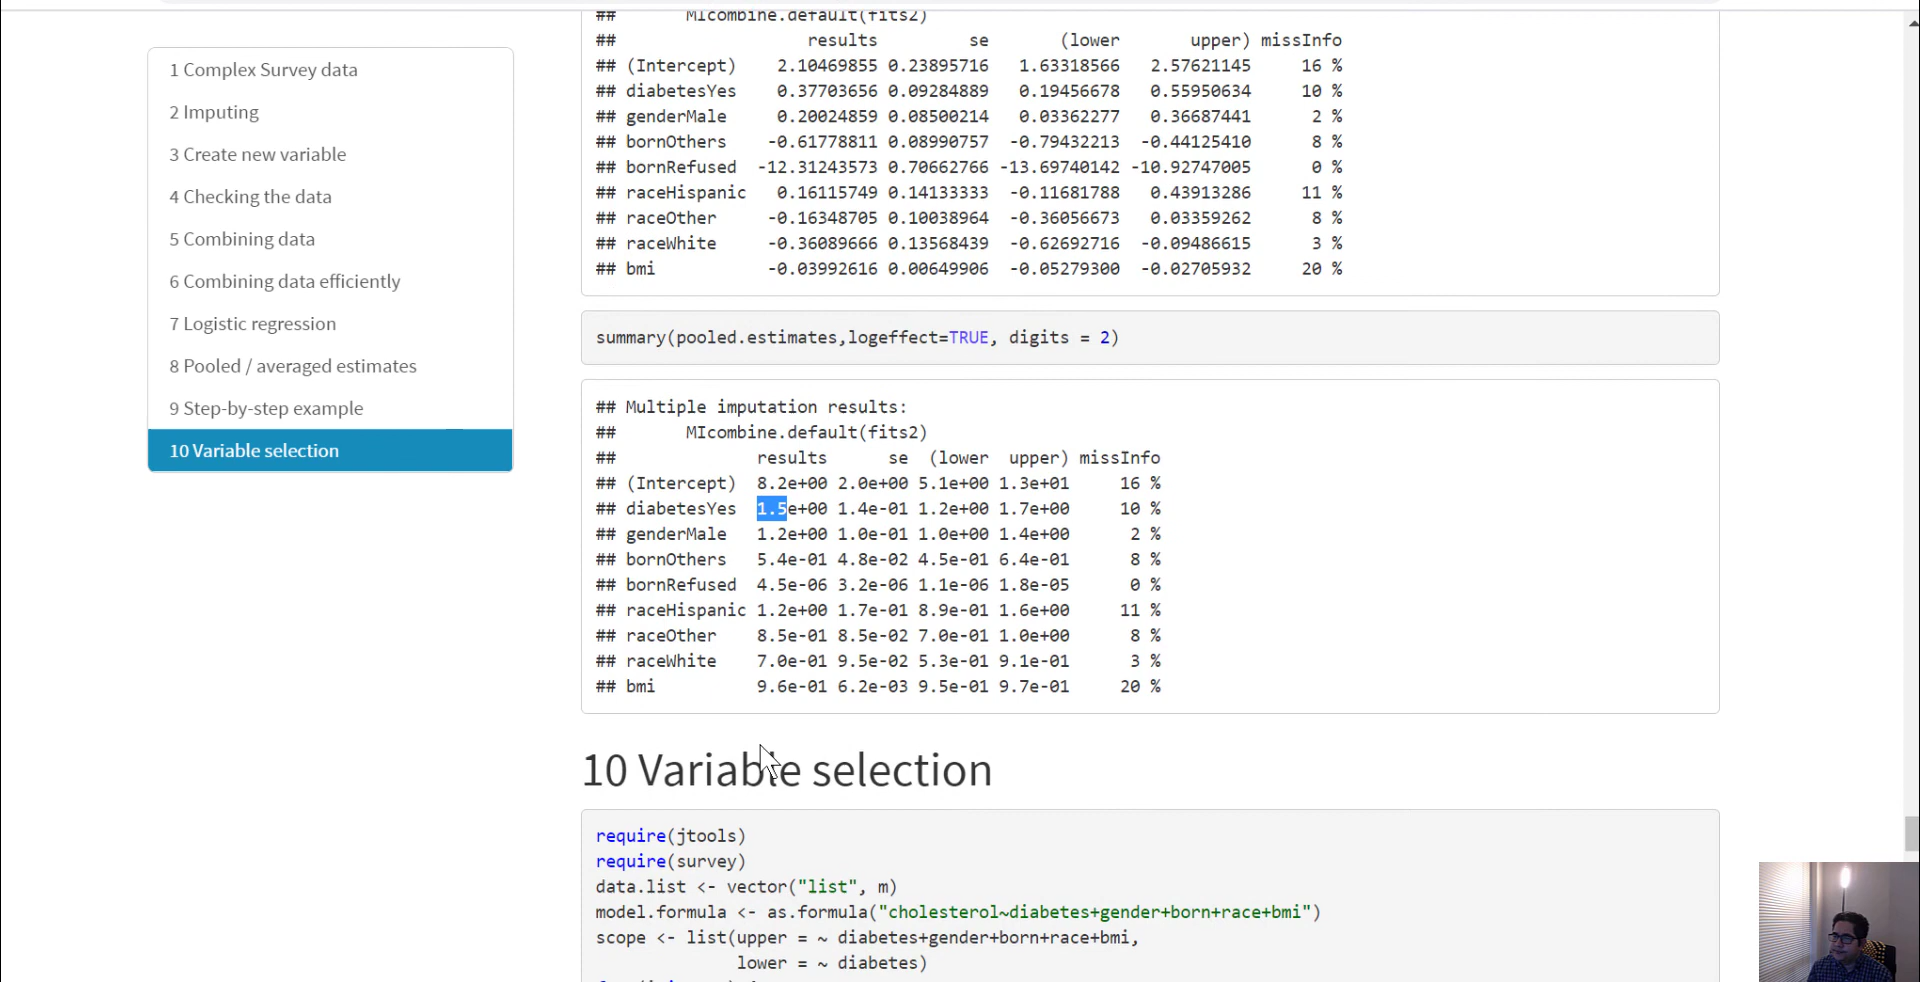 1 Complex Survey data
2 Imputing
3 Create new variable
4 Checking the data
5 Combining data
6 Combining data efficiently
7 Logistic regression
8 Pooled / averaged estimates
9 Step-by-step example
10 Variable selection
## MIcombine.default(fits2)
## results se (lower upper) missInfo
## (Intercept) 2.10469855 0.23895716 1.63318566 2.57621145 16 %
## diabetesYes 0.37703656 0.09284889 0.19456678 0.55950634 10 %
## genderMale 0.20024859 0.08500214 0.03362277 0.36687441 2 %
## bornOthers -0.61778811 0.08990757 -0.79432213 -0.44125410 8 %
## bornRefused -12.31243573 0.70662766 -13.69740142 -10.92747005 0 %
## raceHispanic 0.16115749 0.14133333 -0.11681788 0.43913286 11 %
## raceOther -0.16348705 0.10038964 -0.36056673 0.03359262 8 %
## raceWhite -0.36089666 0.13568439 -0.62692716 -0.09486615 3 %
## bmi -0.03992616 0.00649906 -0.05279300 -0.02705932 20 %
summary(pooled.estimates,logeffect=TRUE, digits = 2)
## Multiple imputation results:
## MIcombine.default(fits2)
## results se (lower upper) missInfo
## (Intercept) 8.2e+00 2.0e+00 5.1e+00 1.3e+01 16 %
## diabetesYes 1.5e+00 1.4e-01 1.2e+00 1.7e+00 10 %
## genderMale 1.2e+00 1.0e-01 1.0e+00 1.4e+00 2 %
## bornOthers 5.4e-01 4.8e-02 4.5e-01 6.4e-01 8 %
## bornRefused 4.5e-06 3.2e-06 1.1e-06 1.8e-05 0 %
## raceHispanic 1.2e+00 1.7e-01 8.9e-01 1.6e+00 11 %
## raceOther 8.5e-01 8.5e-02 7.0e-01 1.0e+00 8 %
## raceWhite 7.0e-01 9.5e-02 5.3e-01 9.1e-01 3 %
## bmi 9.6e-01 6.2e-03 9.5e-01 9.7e-01 20 %
10 Variable selection
require(jtools)
require(survey)
data.list <- vector("list", m)
model.formula <- as.formula("cholesterol~diabetes+gender+born+race+bmi")
scope <- list(upper = ~ diabetes+gender+born+race+bmi,
lower = ~ diabetes)